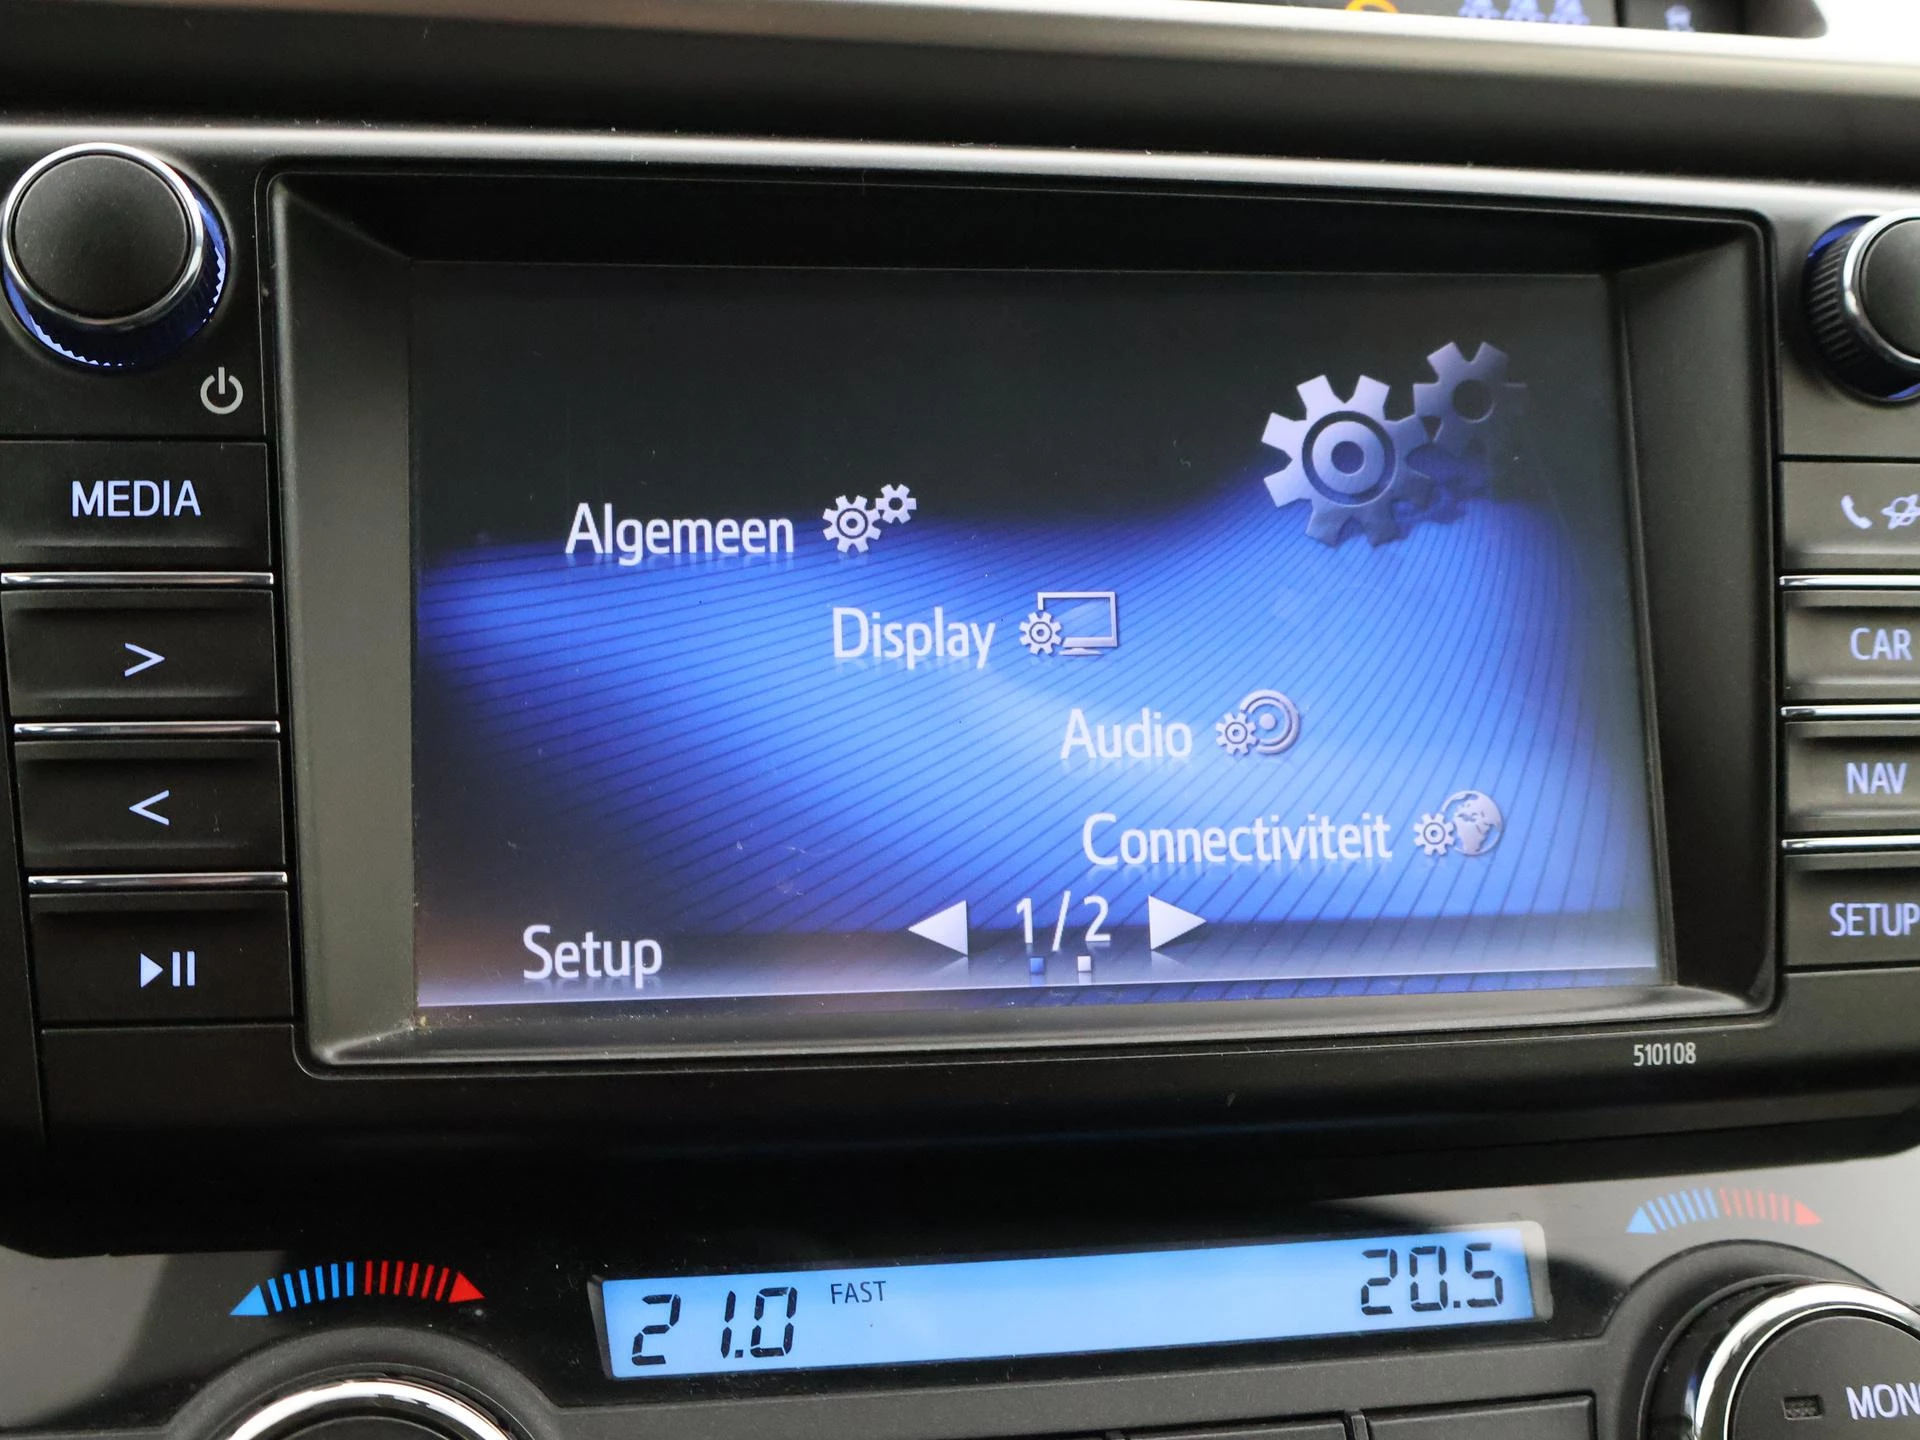 MEDIA
>
<
Algemeen
Display
Audio
Connectiviteit
Setup
1/2
CAR
NAV
SETUP
510108
21.0
FAST
20.5